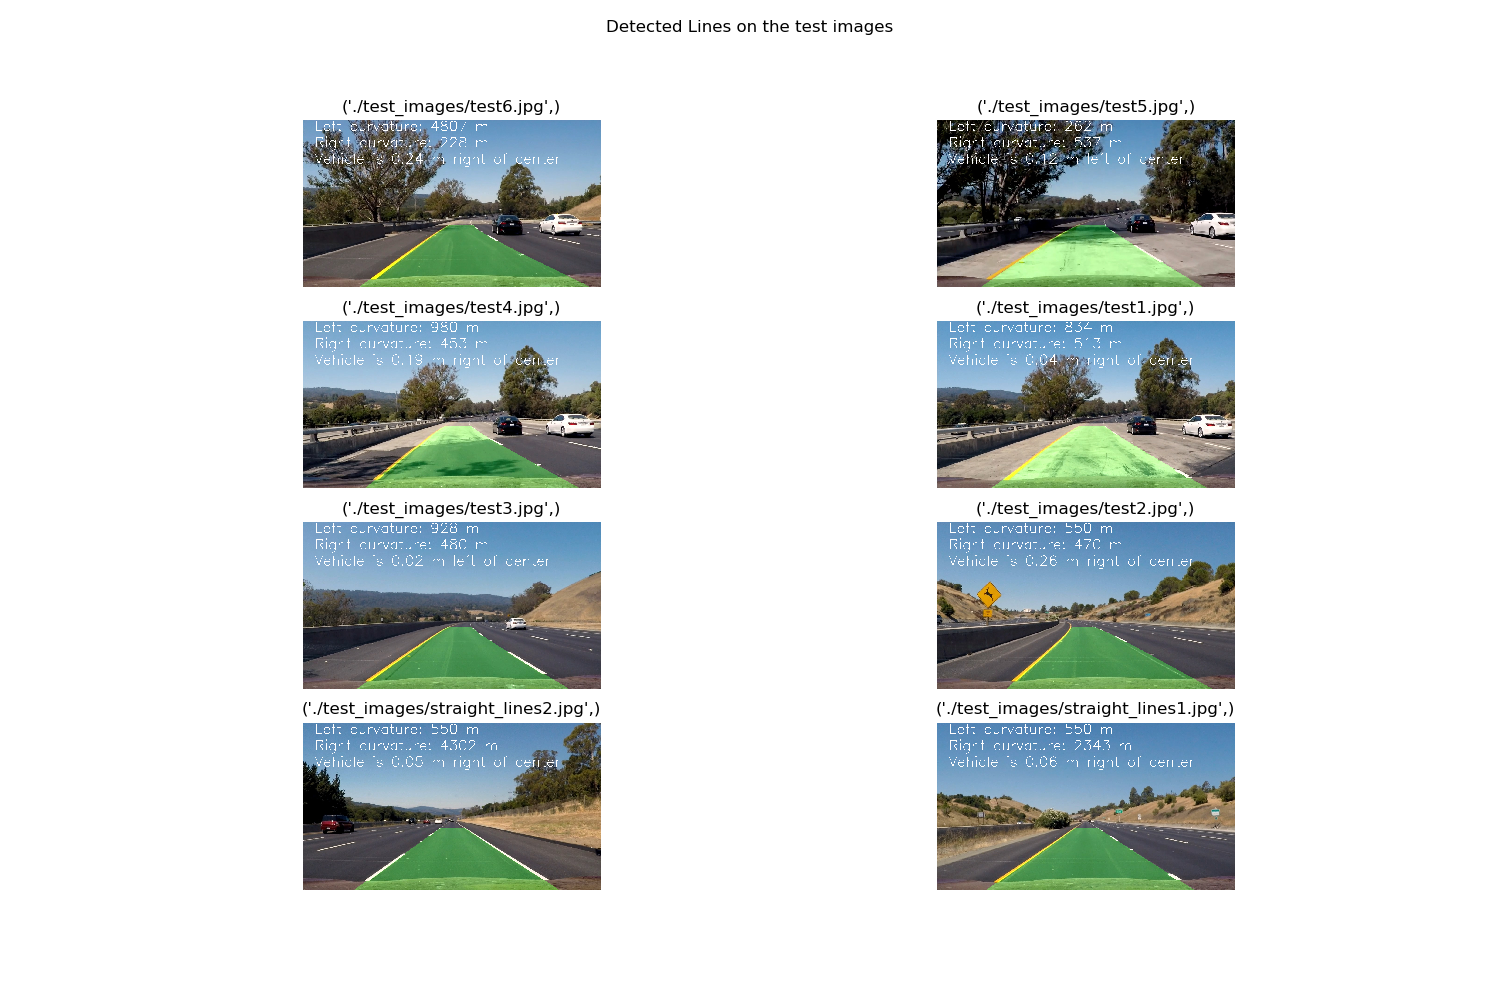 Detected Lines on the test images
('./test_images/test6.jpg',)
Left curvature: 4807 m
Right curvature: 228 m
Vehicle is 0.24 m right of center
('./test_images/test5.jpg',)
Left curvature: 262 m
Right curvature: 537 m
Vehicle is 0.12 m left of center
('./test_images/test4.jpg',)
Left curvature: 980 m
Right curvature: 453 m
Vehicle is 0.19 m right of center
('./test_images/test1.jpg',)
Left curvature: 834 m
Right curvature: 513 m
Vehicle is 0.04 m right of center
('./test_images/test3.jpg',)
Left curvature: 928 m
Right curvature: 480 m
Vehicle is 0.02 m left of center
('./test_images/test2.jpg',)
Left curvature: 550 m
Right curvature: 470 m
Vehicle is 0.26 m right of center
('./test_images/straight_lines2.jpg',)
Left curvature: 550 m
Right curvature: 4302 m
Vehicle is 0.05 m right of center
('./test_images/straight_lines1.jpg',)
Left curvature: 550 m
Right curvature: 2343 m
Vehicle is 0.06 m right of center